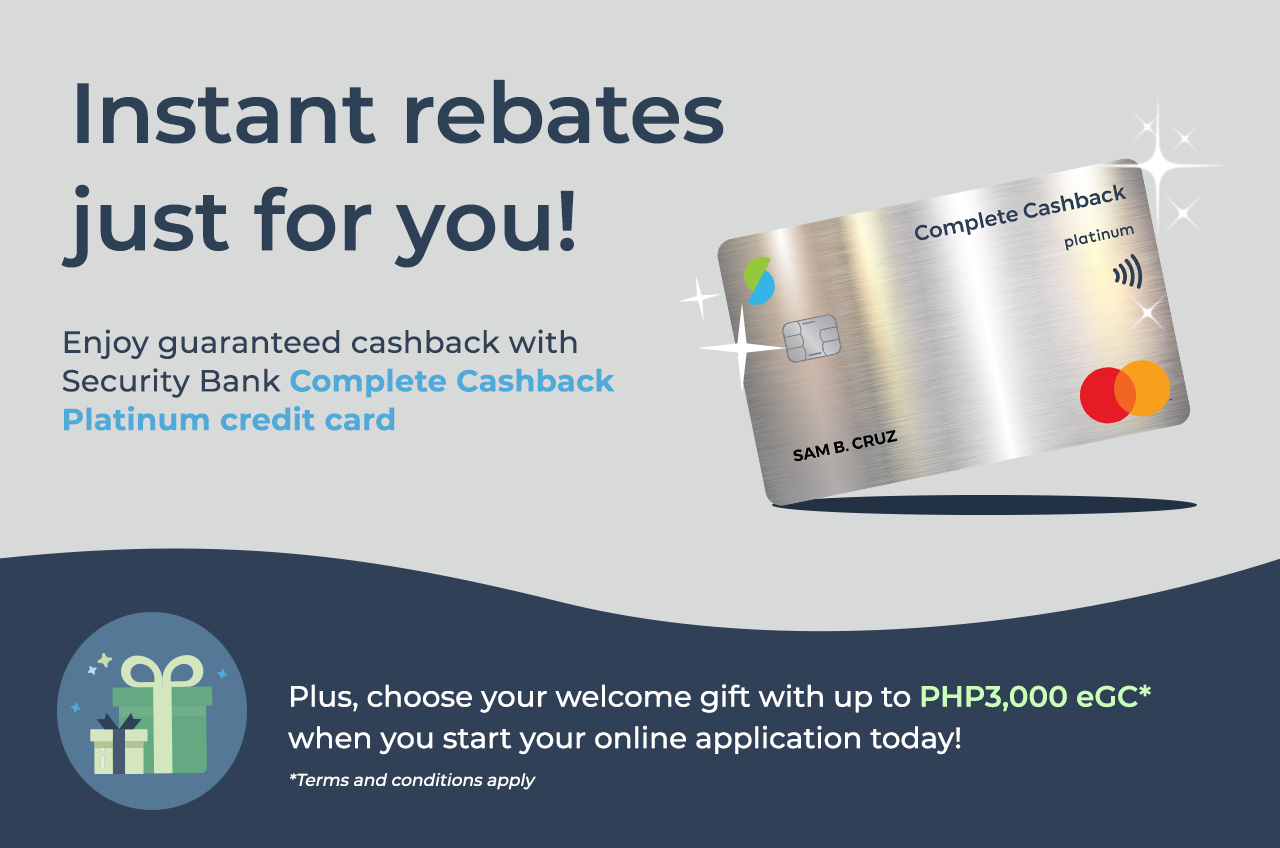 Instant rebates
just for you!
Enjoy guaranteed cashback with
Security Bank Complete Cashback
Platinum credit card
Complete Cashback
platinum
SAM B. CRUZ
Plus, choose your welcome gift with up to PHP3,000 eGC*
when you start your online application today!
*Terms and conditions apply